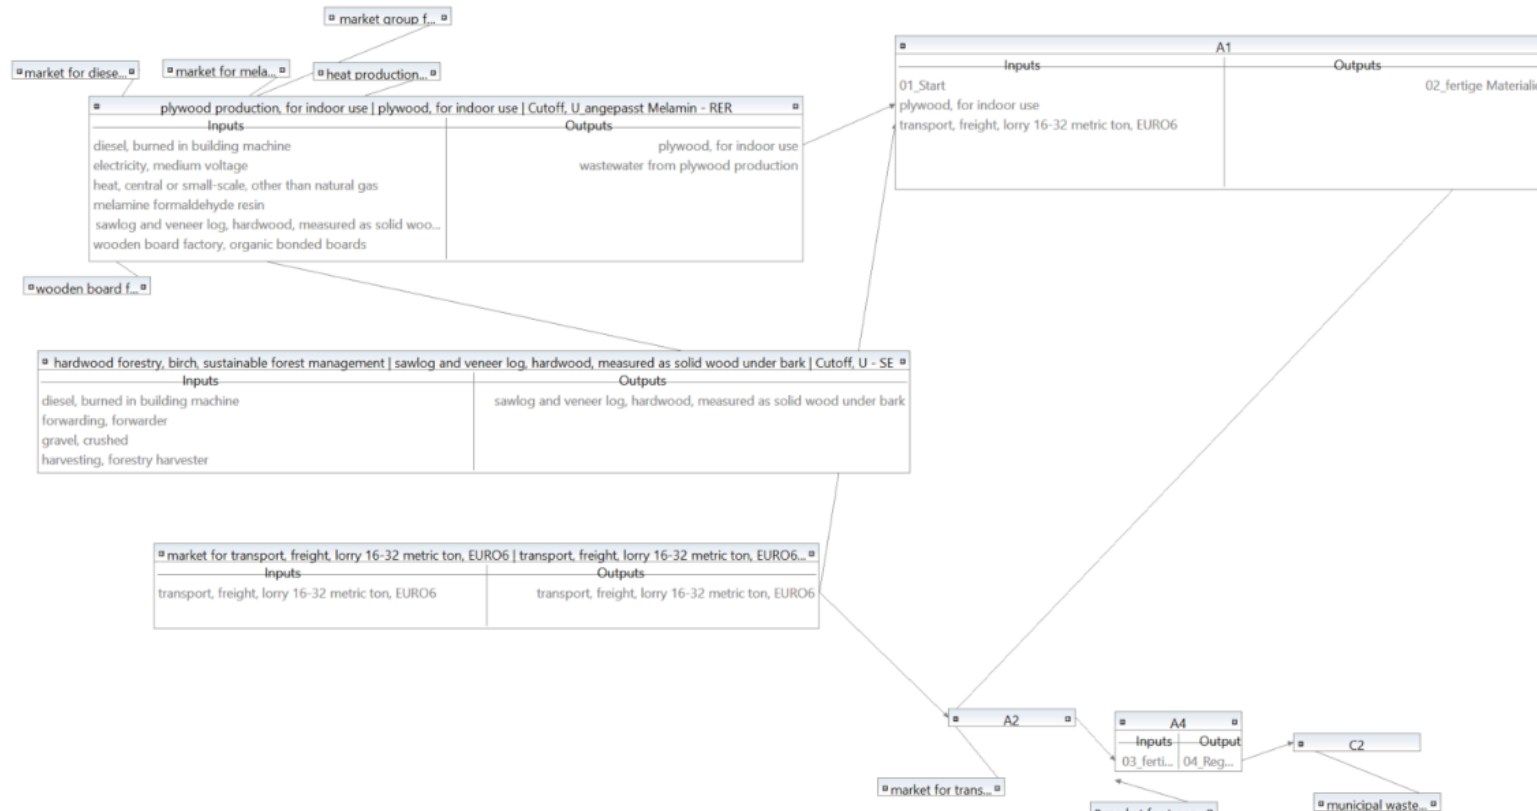 market group f...
market for diese...
market for mela...
heat production...
plywood production, for indoor use | plywood, for indoor use | Cutoff, U_angepasst Melamin - RER
Inputs
Outputs
diesel, burned in building machine
electricity, medium voltage
heat, central or small-scale, other than natural gas
melamine formaldehyde resin
sawlog and veneer log, hardwood, measured as solid woo...
wooden board factory, organic bonded boards
plywood, for indoor use
wastewater from plywood production
A1
Inputs
Outputs
01_Start
plywood, for indoor use
transport, freight, lorry 16-32 metric ton, EURO6
02_fertige Materialie
wooden board f...
hardwood forestry, birch, sustainable forest management | sawlog and veneer log, hardwood, measured as solid wood under bark | Cutoff, U - SE
Inputs
Outputs
diesel, burned in building machine
forwarding, forwarder
gravel, crushed
harvesting, forestry harvester
sawlog and veneer log, hardwood, measured as solid wood under bark
market for transport, freight, lorry 16-32 metric ton, EURO6 | transport, freight, lorry 16-32 metric ton, EURO6...
Inputs
Outputs
transport, freight, lorry 16-32 metric ton, EURO6
transport, freight, lorry 16-32 metric ton, EURO6
A2
A4
Inputs
Output
03_ferti...
04_Reg...
C2
market for trans...
municipal waste...